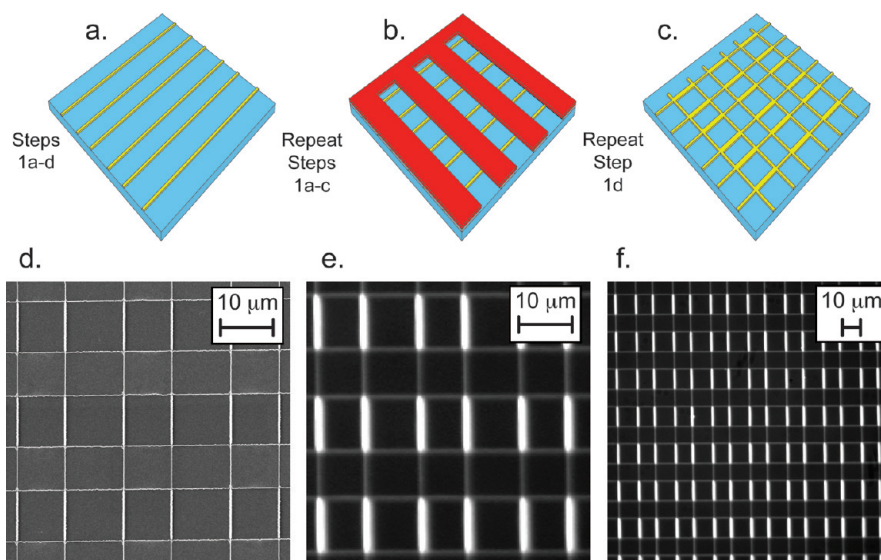 a.
b.
c.
Steps
1a-d
Repeat
Steps
1a-c
Repeat
Step
1d
d.
e.
f.
10 μm
10 μm
10 μm